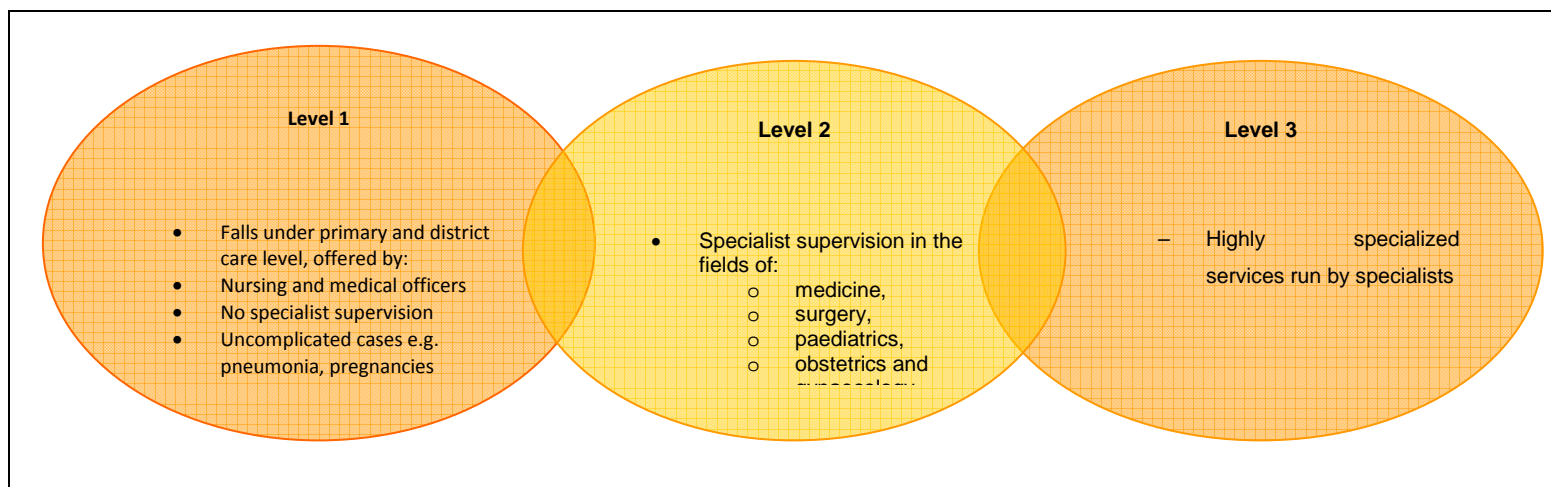 Level 1
• Falls under primary and district
care level, offered by:
• Nursing and medical officers
• No specialist supervision
• Uncomplicated cases e.g.
pneumonia, pregnancies
Level 2
• Specialist supervision in the
fields of:
o medicine,
o surgery,
o paediatrics,
o obstetrics and
Level 3
– Highly specialized
services run by specialists